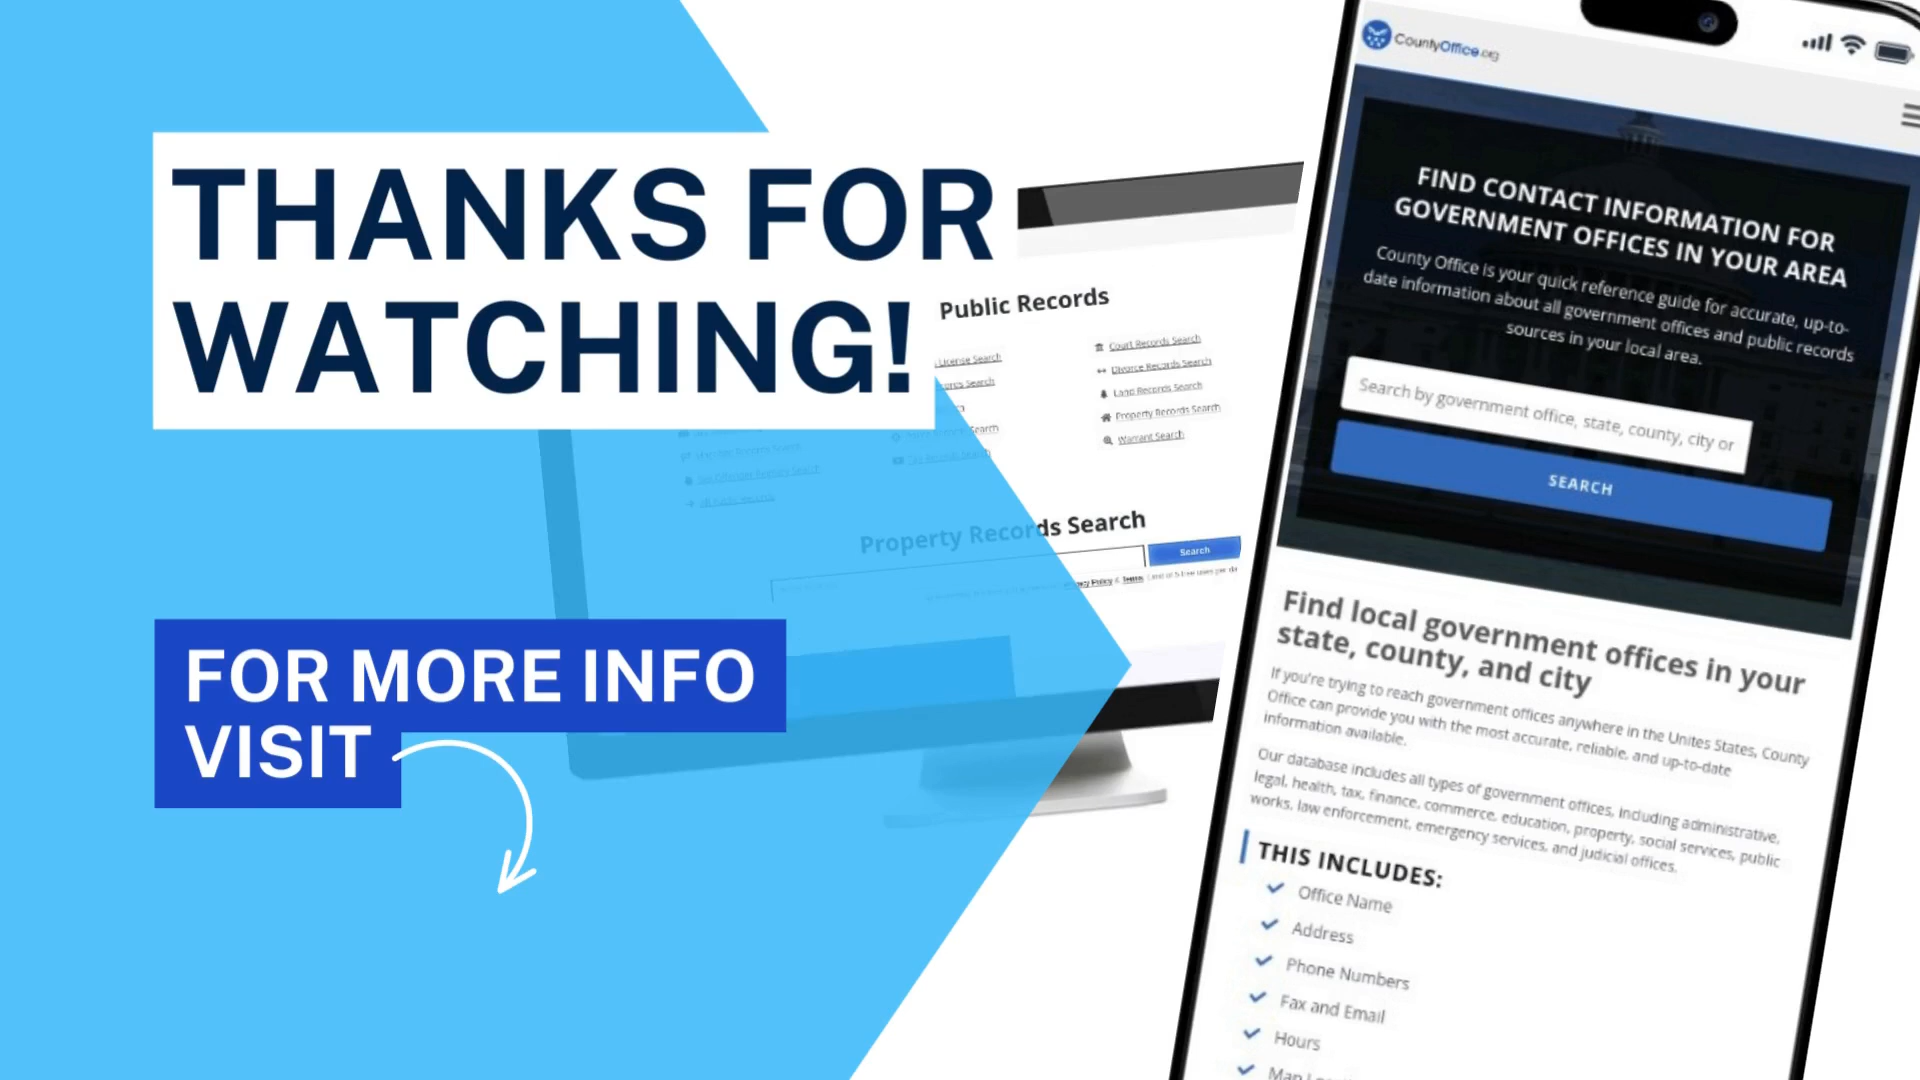 THANKS FOR
WATCHING!
FOR MORE INFO
VISIT
Public Records
License Search
Search
Search
Court Records Search
Divorce Records Search
Land Records Search
Property Records Search
Warrant Search
Property Records Search
Search
CountyOffice.org
FIND CONTACT INFORMATION FOR
GOVERNMENT OFFICES IN YOUR AREA
County Office is your quick reference guide for accurate, up-to-
date information about all government offices and public records
sources in your local area.
Search by government office, state, county, city or
SEARCH
Find local government offices in your
state, county, and city
If you're trying to reach government offices anywhere in the Unites States, County
Office can provide you with the most accurate, reliable, and up-to-date
information available.
Our database includes all types of government offices, including administrative,
legal, health, tax, finance, commerce, education, property, social services, public
works, law enforcement, emergency services, and judicial offices.
THIS INCLUDES:
Office Name
Address
Phone Numbers
Fax and Email
Hours